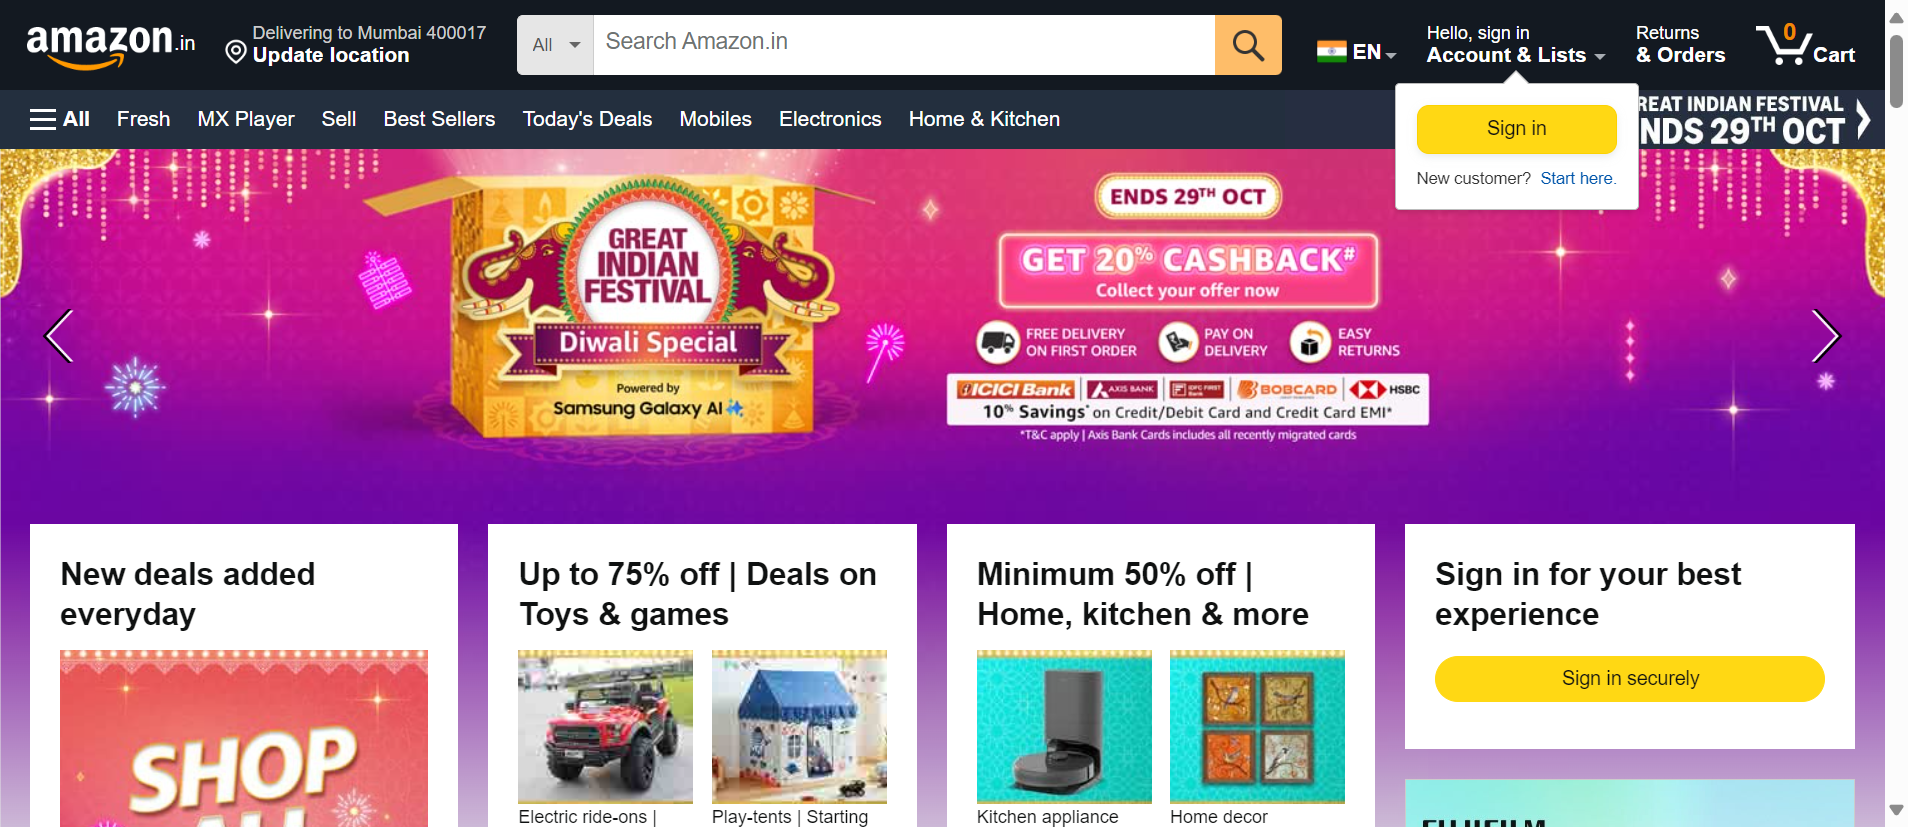 amazon.in
Delivering to Mumbai 400017
Update location
All
Search Amazon.in
EN
Hello, sign in
Account & Lists
Returns
& Orders
0
Cart
All
Fresh
MX Player
Sell
Best Sellers
Today's Deals
Mobiles
Electronics
Home & Kitchen
Sign in
New customer? Start here.
REAT INDIAN FESTIVAL
NDS 29TH OCT
GREAT
INDIAN
FESTIVAL
Diwali Special
Powered by
Samsung Galaxy AI
ENDS 29TH OCT
GET 20% CASHBACK#
Collect your offer now
FREE DELIVERY
ON FIRST ORDER
PAY ON
DELIVERY
EASY
RETURNS
ICICI Bank
AXIS BANK
IDFC FIRST
Bank
BOBCARD
HSBC
10% Savings* on Credit/Debit Card and Credit Card EMI*
*T&C apply | Axis Bank Cards includes all recently migrated cards
New deals added
everyday
SHOP
ALL
Up to 75% off | Deals on
Toys & games
Electric ride-ons |
Play-tents | Starting
Minimum 50% off |
Home, kitchen & more
Kitchen appliance
Home decor
Sign in for your best
experience
Sign in securely
FUJIFILM